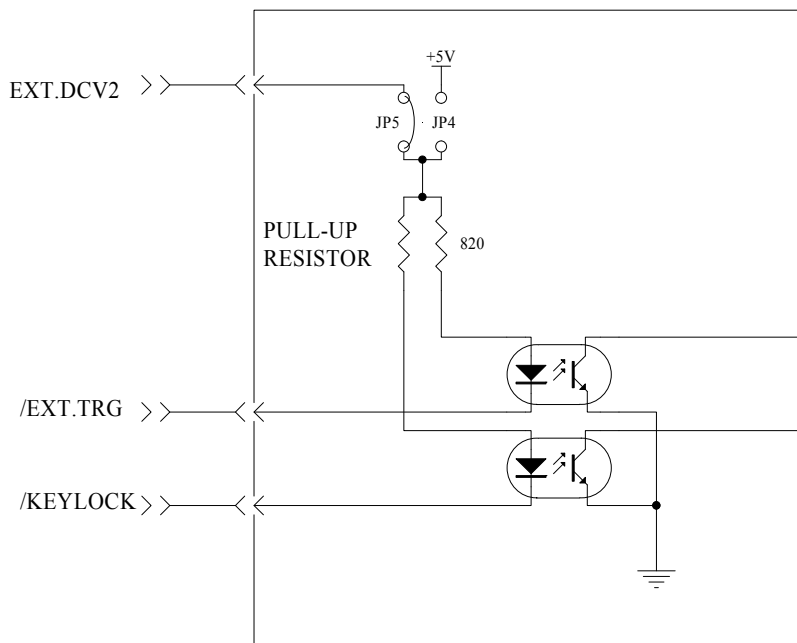 +5V
EXT.DCV2
JP5
JP4
PULL-UP
RESISTOR
820
/EXT.TRG
/KEYLOCK